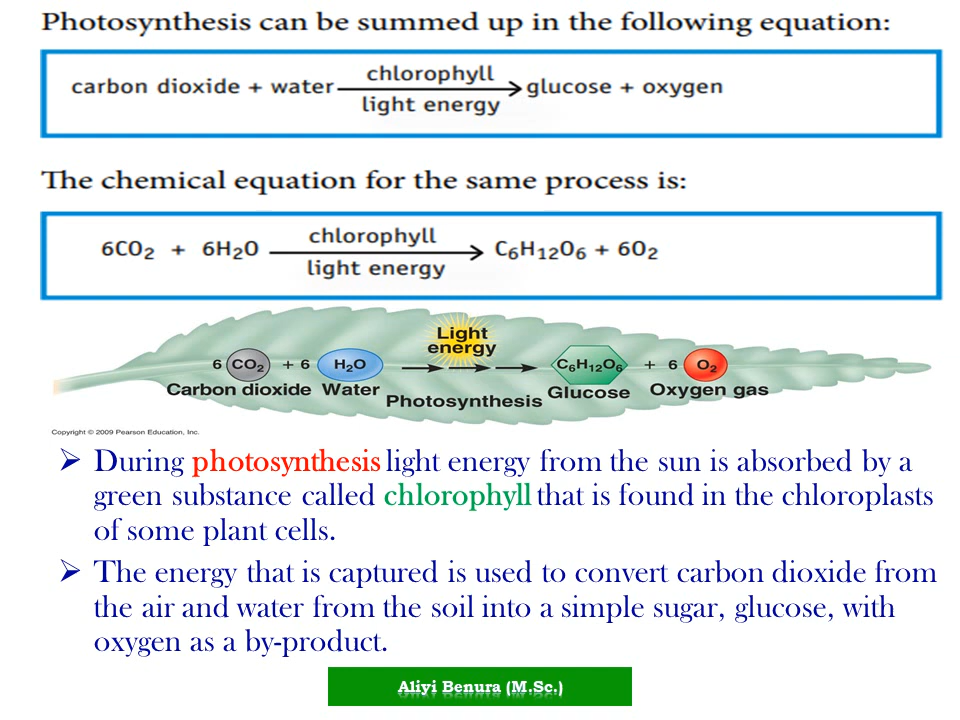 Photosynthesis can be summed up in the following equation:
chlorophyll
carbon dioxide + water glucose + oxygen
light energy
The chemical equation for the same process is:
chlorophyll
6CO₂ + 6H₂O C₆H₁₂O₆ + 6O₂
light energy
Light
energy
6 CO₂ + 6 H₂O C₆H₁₂O₆ + 6 O₂
Carbon dioxide Water Photosynthesis Glucose Oxygen gas
Copyright © 2009 Pearson Education, Inc.
➢ During photosynthesis light energy from the sun is absorbed by a
green substance called chlorophyll that is found in the chloroplasts
of some plant cells.
➢ The energy that is captured is used to convert carbon dioxide from
the air and water from the soil into a simple sugar, glucose, with
oxygen as a by-product.
Aliyi Benura (M.Sc.)